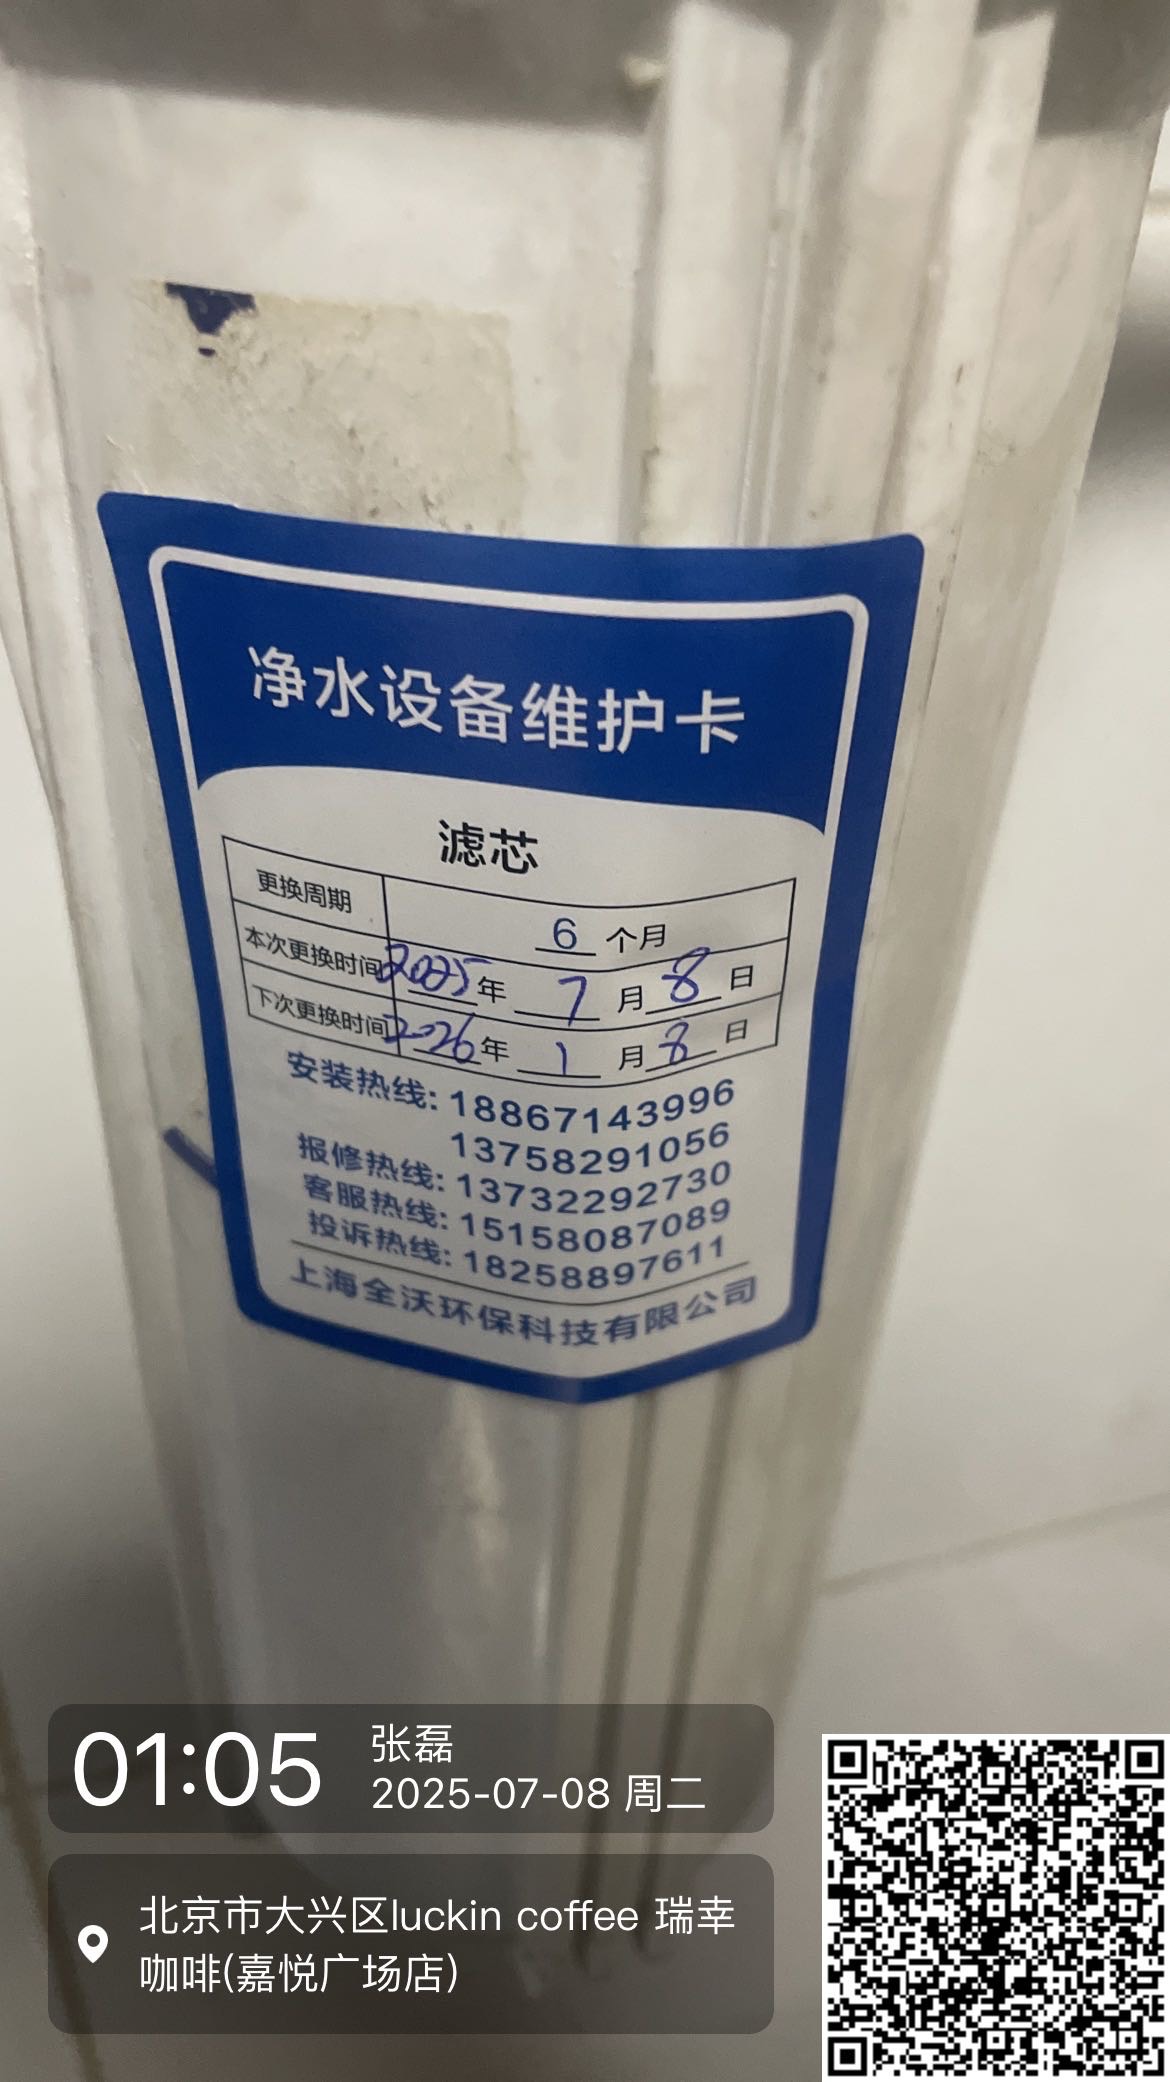 净水设备维护卡
滤芯
更换周期 6 个月
本次更换时间 2025 年 7 月 8 日
下次更换时间 2026 年 1 月 8 日
安装热线: 18867143996
13758291056
报修热线: 13732292730
客服热线: 15158087089
投诉热线: 18258897611
上海全沃环保科技有限公司
01:05
张磊
2025-07-08 周二
北京市大兴区luckin coffee 瑞幸
咖啡(嘉悦广场店)